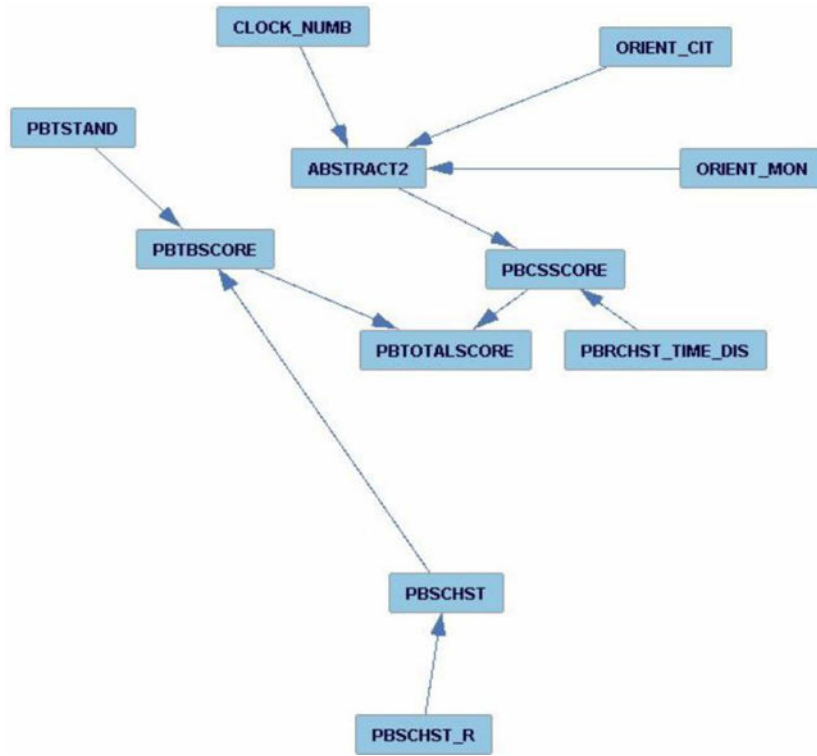 CLOCK_NUMB
ORIENT_CIT
PBTSTAND
ABSTRACT2
ORIENT_MON
PBTBSCORE
PBCSSCORE
PBTOTALSCORE
PBRCHST_TIME_DIS
PBSCHST
PBSCHST_R